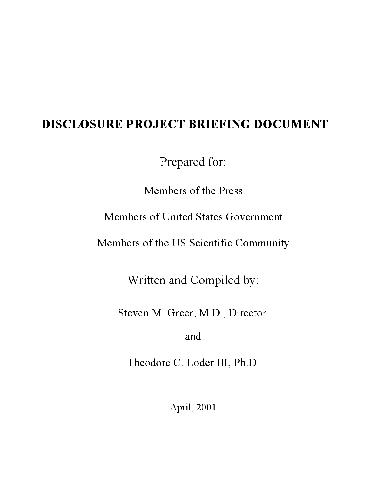 DISCLOSURE PROJECT BRIEFING DOCUMENT
Prepared for:
Members of the Press
Members of United States Government
Members of the US Scientific Community
Written and Compiled by:
Steven M. Greer, M.D., Director
and
Theodore C. Loder III, Ph.D
April, 2001